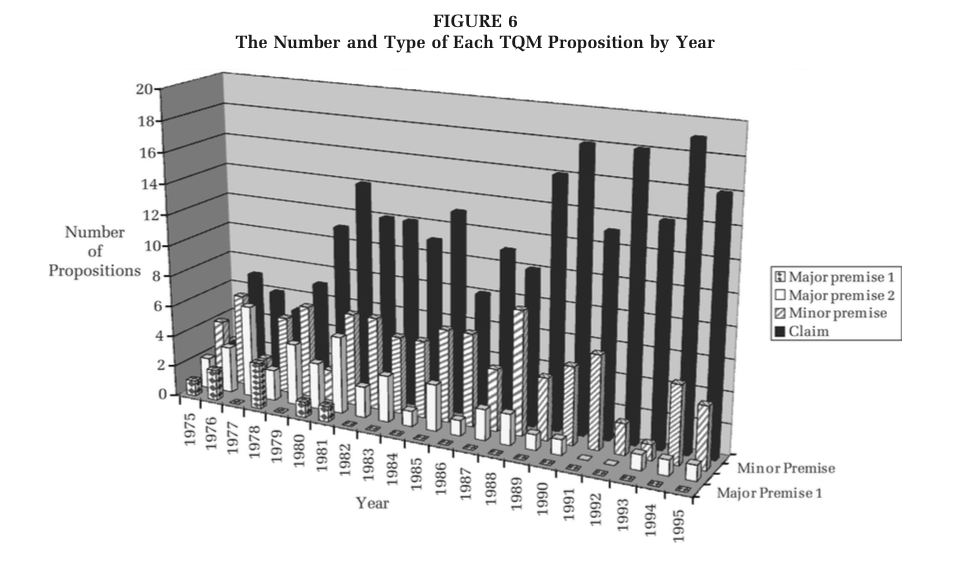 FIGURE 6
The Number and Type of Each TQM Proposition by Year
20
18
16
14
12
10
8
6
4
2
0
Number
of
Propositions
1975
1976
1977
1978
1979
1980
1981
1982
1983
1984
1985
1986
1987
1988
1989
1990
1991
1992
1993
1994
1995
Year
Minor Premise
Major Premise 1
Major premise 1
Major premise 2
Minor premise
Claim